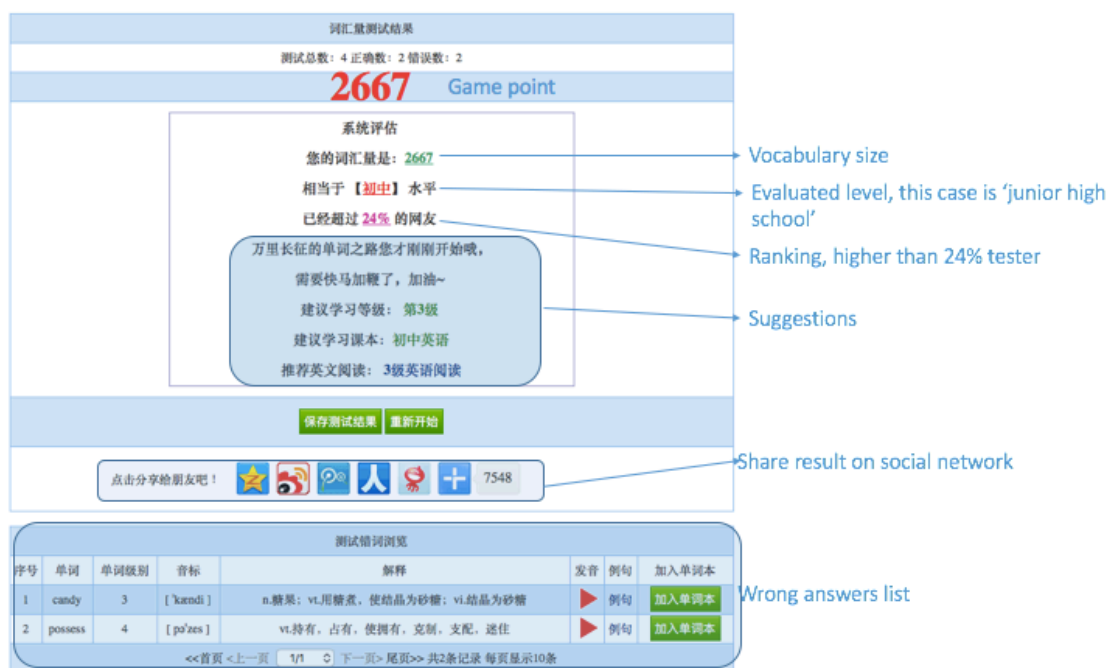 词汇量测试结果
测试总数：4 正确数：2 错误数：2
2667 Game point
系统评估
您的词汇量是：2667
Vocabulary size
相当于【初中】水平
Evaluated level, this case is 'junior high
school'
已经超过 24% 的网友
Ranking, higher than 24% tester
万里长征的单词之路您才刚刚开始哦，
需要快马加鞭了，加油~
建议学习等级： 第3级
Suggestions
建议学习课本：初中英语
推荐英文阅读： 3级英语阅读
保存测试结果 重新开始
点击分享给朋友吧！ 7548
Share result on social network
测试错词浏览
序号 单词 单词级别 音标 解释 发音 例句 加入单词本
1 candy 3 [ 'kændi ] n.糖果；vt.用糖煮，使结晶为砂糖；vi.结晶为砂糖 例句 加入单词本
Wrong answers list
2 possess 4 [ pə'zes ] vt.持有，占有，使拥有，克制，支配，迷住 例句 加入单词本
<<首页 <上一页 1/1 下一页> 尾页>> 共2条记录 每页显示10条